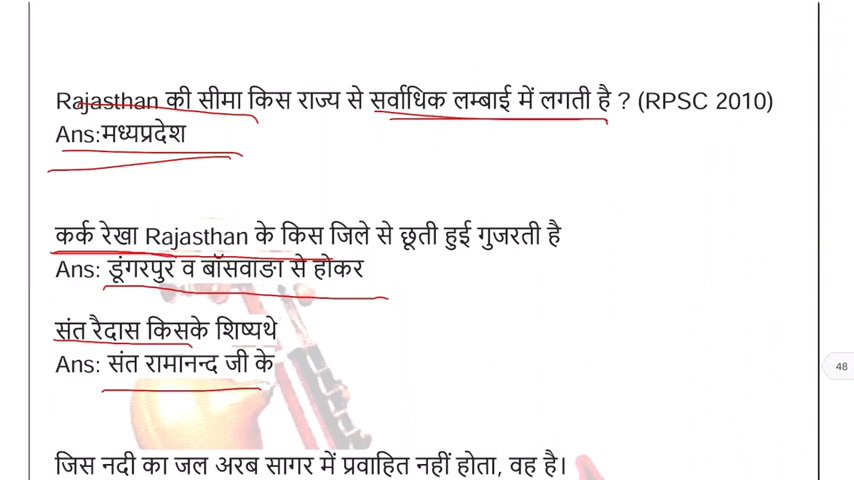 Rajasthan की सीमा किस राज्य से सर्वाधिक लम्बाई में लगती है ? (RPSC 2010)
Ans:मध्यप्रदेश
कर्क रेखा Rajasthan के किस जिले से छूती हुई गुजरती है
Ans: डूंगरपुर व बॉसवाङा से होकर
संत रैदास किसके शिष्यथे
Ans: संत रामानन्द जी के
48
जिस नदी का जल अरब सागर में प्रवाहित नहीं होता, वह है।